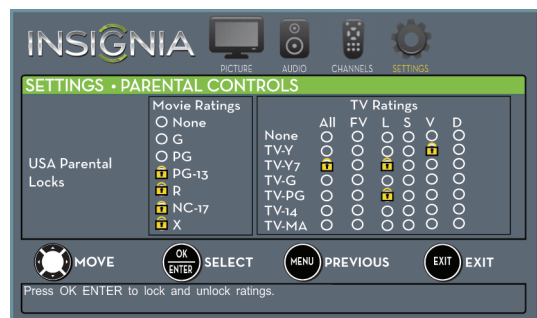 INSIGNIA
PICTURE AUDIO CHANNELS SETTINGS
SETTINGS • PARENTAL CONTROLS
USA Parental
Locks
Movie Ratings
None
G
PG
PG-13
R
NC-17
X
TV Ratings
All FV L S V D
None
TV-Y
TV-Y7
TV-G
TV-PG
TV-14
TV-MA
MOVE
OK
ENTER
SELECT
MENU
PREVIOUS
EXIT
EXIT
Press OK ENTER to lock and unlock ratings.